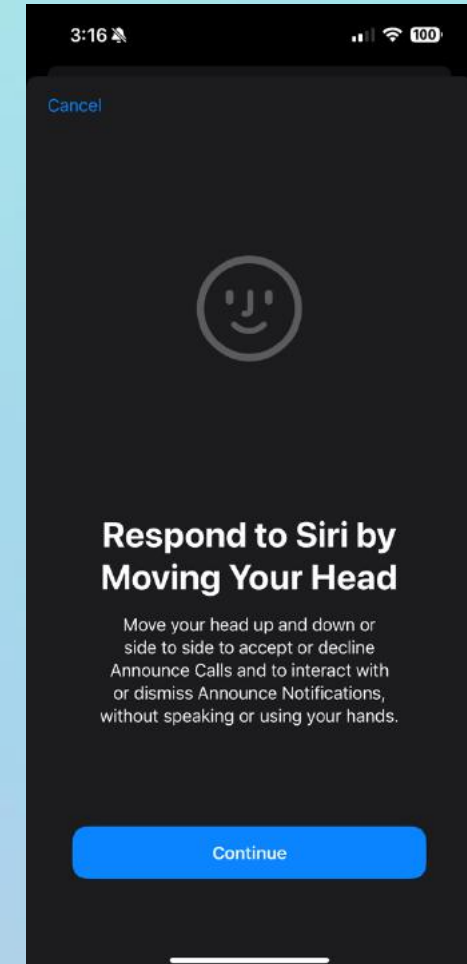 3:16
100
Cancel
Respond to Siri by
Moving Your Head
Move your head up and down or
side to side to accept or decline
Announce Calls and to interact with
or dismiss Announce Notifications,
without speaking or using your hands.
Continue